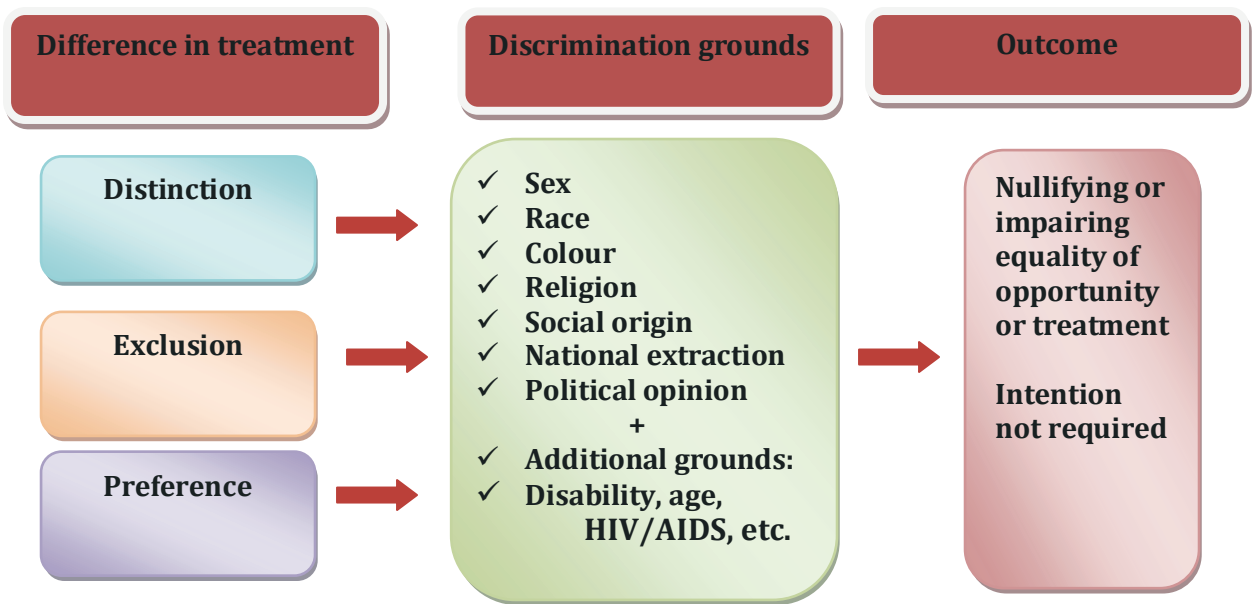 Difference in treatment
Discrimination grounds
Outcome
Distinction
Exclusion
Preference
✓ Sex
✓ Race
✓ Colour
✓ Religion
✓ Social origin
✓ National extraction
✓ Political opinion
+
✓ Additional grounds:
✓ Disability, age,
HIV/AIDS, etc.
Nullifying or
impairing
equality of
opportunity
or treatment
Intention
not required